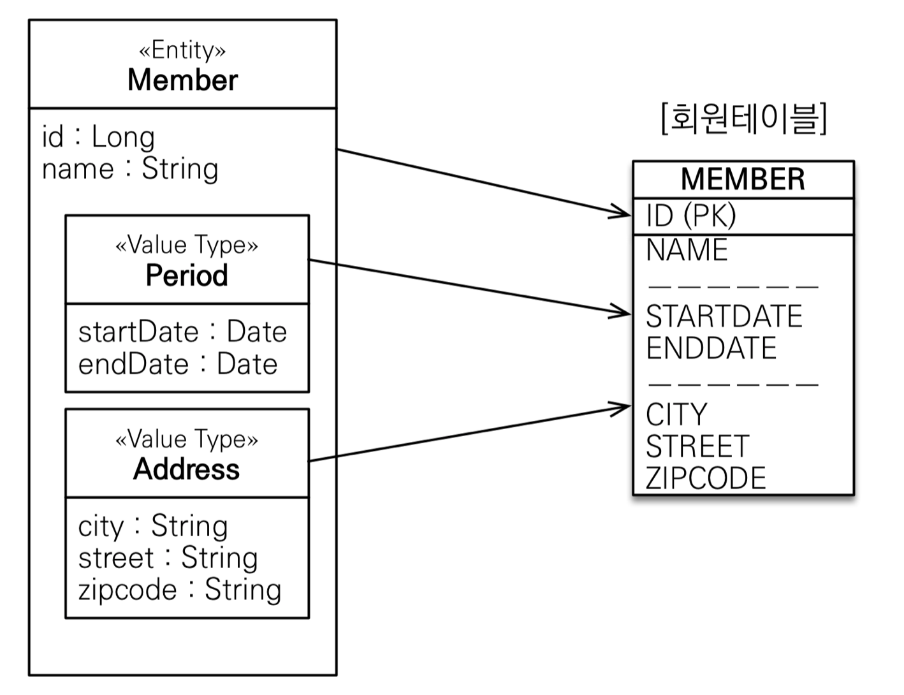 «Entity»
Member
id : Long
name : String
«Value Type»
Period
startDate : Date
endDate : Date
«Value Type»
Address
city : String
street : String
zipcode : String
[회원테이블]
MEMBER
ID (PK)
NAME
STARTDATE
ENDDATE
CITY
STREET
ZIPCODE